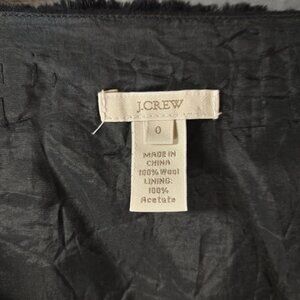 J.CREW
0
MADE IN
CHINA
100% Wool
LINING:
100%
Acetate